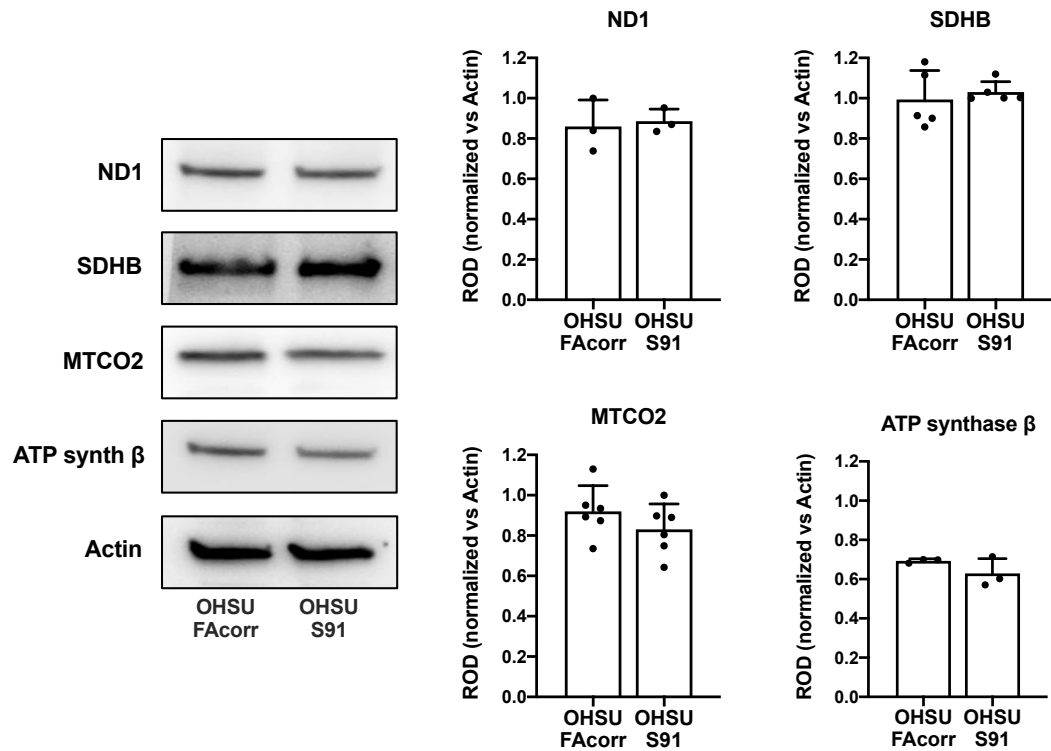 ND1
SDHB
MTCO2
ATP synth β
Actin
OHSU
FAcorr
OHSU
S91
ND1
ROD (normalized vs Actin)
1.2
1.0
0.8
0.6
0.4
0.2
0.0
OHSU
FAcorr
OHSU
S91
SDHB
ROD (normalized vs Actin)
1.2
1.0
0.8
0.6
0.4
0.2
0.0
OHSU
FAcorr
OHSU
S91
MTCO2
ROD (normalized vs Actin)
1.2
1.0
0.8
0.6
0.4
0.2
0.0
OHSU
FAcorr
OHSU
S91
ATP synthase β
ROD (normalized vs Actin)
1.2
1.0
0.8
0.6
0.4
0.2
0.0
OHSU
FAcorr
OHSU
S91